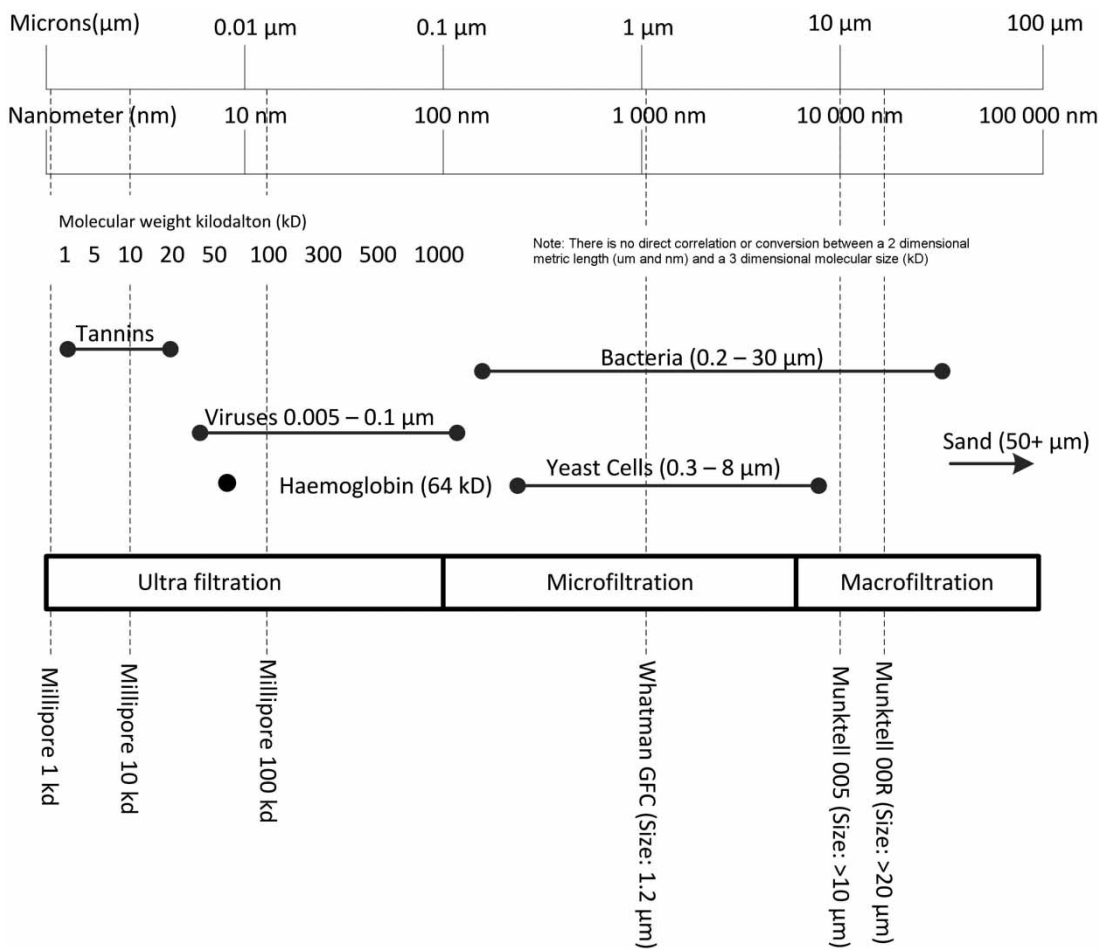 Microns(μm) 0.01 μm 0.1 μm 1 μm 10 μm 100 μm
Nanometer (nm) 10 nm 100 nm 1 000 nm 10 000 nm 100 000 nm
Molecular weight kilodalton (kD)
1 5 10 20 50 100 300 500 1000
Note: There is no direct correlation or conversion between a 2 dimensional
metric length (um and nm) and a 3 dimensional molecular size (kD)
Tannins
Bacteria (0.2 – 30 μm)
Viruses 0.005 – 0.1 μm
Sand (50+ μm)
Yeast Cells (0.3 – 8 μm)
Haemoglobin (64 kD)
Ultra filtration Microfiltration Macrofiltration
Millipore 1 kd
Millipore 10 kd
Millipore 100 kd
Whatman GFC (Size: 1.2 μm)
Munktell 005 (Size: >10 μm)
Munktell 00R (Size: >20 μm)